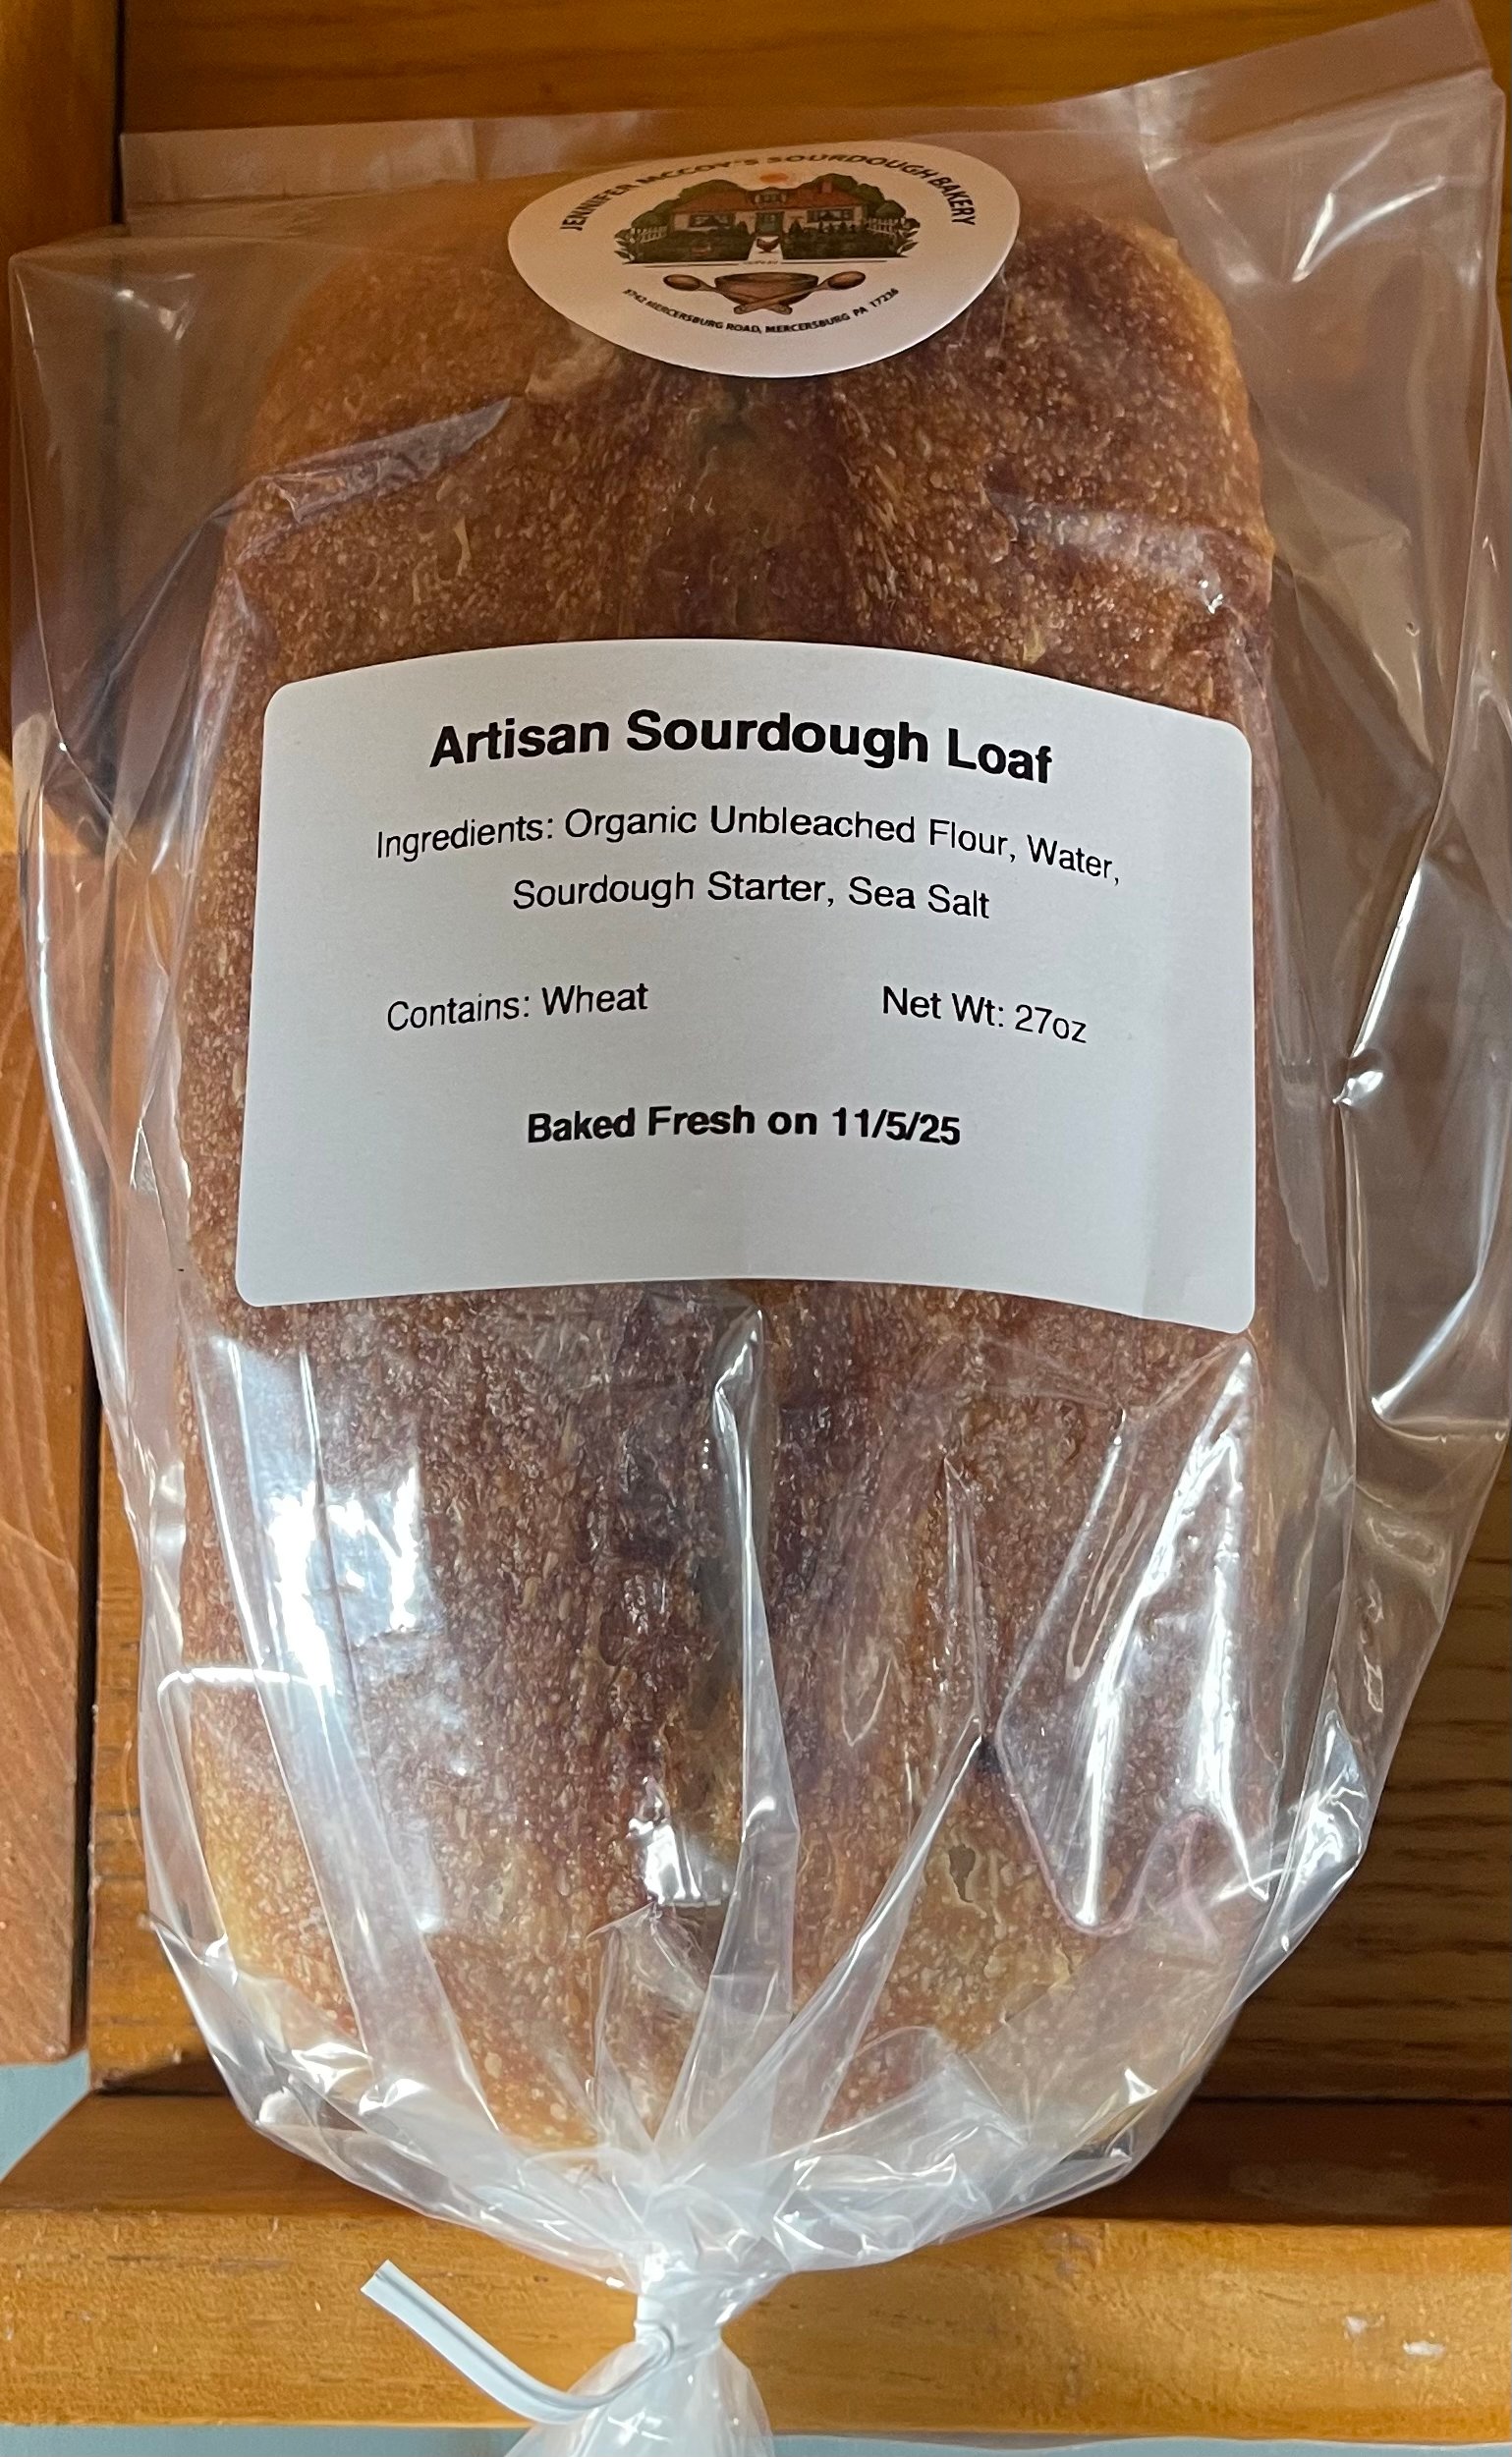 JENNIFER MCCOY'S SOURDOUGH BAKERY
3742 MERCERSBURG ROAD, MERCERSBURG PA 17236
Artisan Sourdough Loaf
Ingredients: Organic Unbleached Flour, Water,
Sourdough Starter, Sea Salt
Contains: Wheat
Net Wt: 27oz
Baked Fresh on 11/5/25